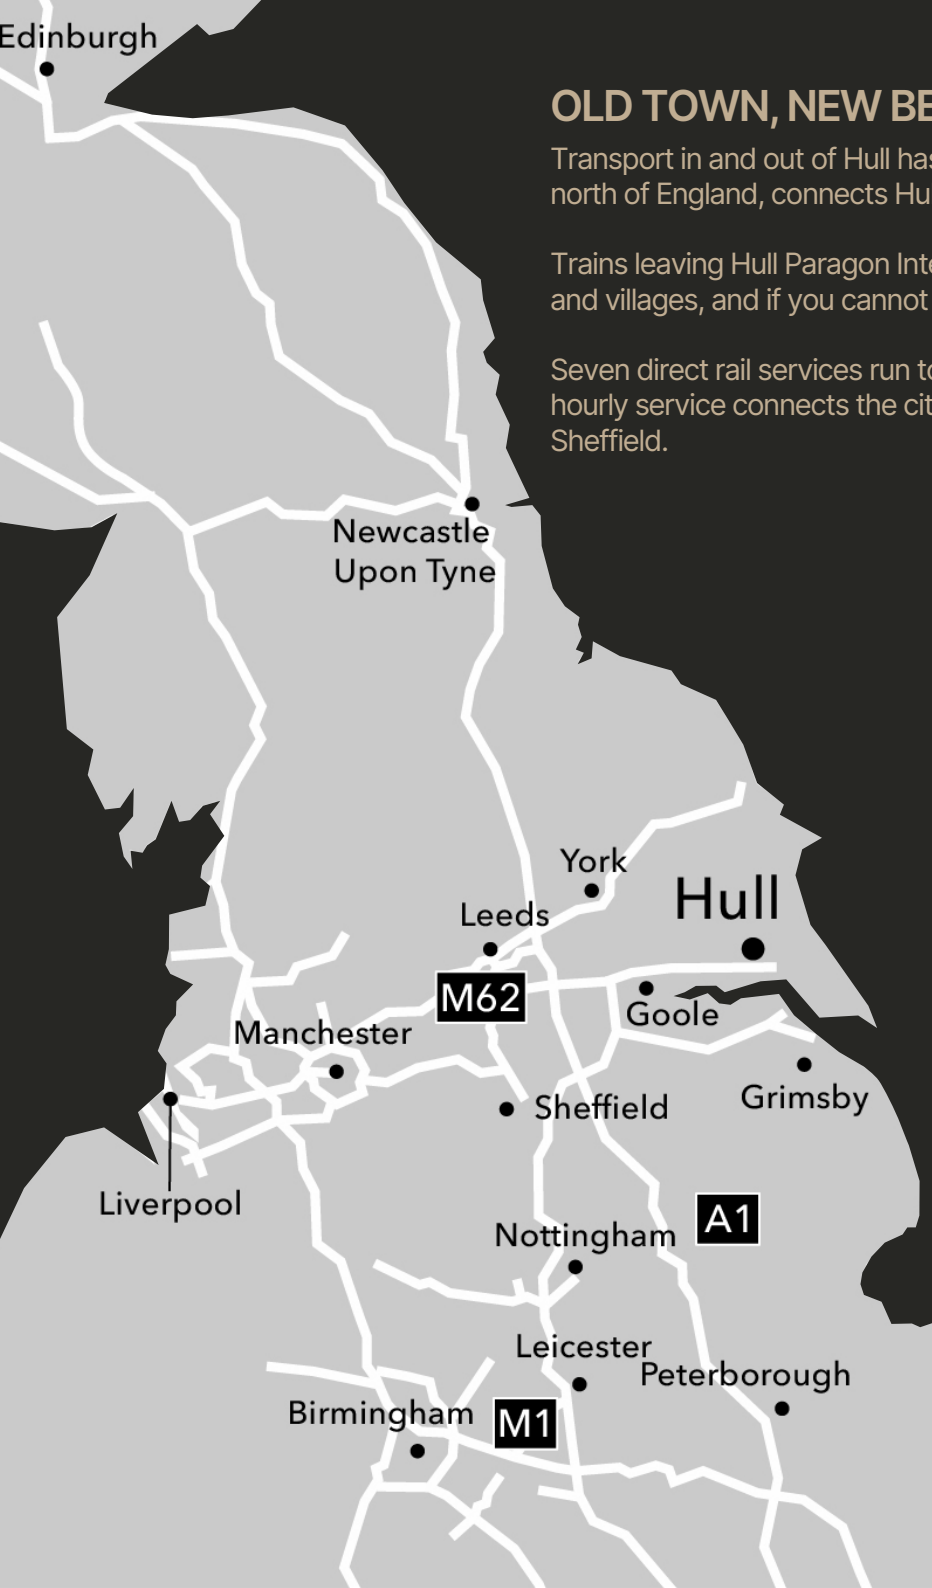 Edinburgh
OLD TOWN, NEW BE
Transport in and out of Hull has
north of England, connects Hu
Trains leaving Hull Paragon Inte
and villages, and if you cannot
Seven direct rail services run to
hourly service connects the cit
Sheffield.
Newcastle
Upon Tyne
York
Hull
Leeds
M62
Goole
Manchester
Grimsby
Sheffield
Liverpool
A1
Nottingham
Leicester
Peterborough
Birmingham
M1